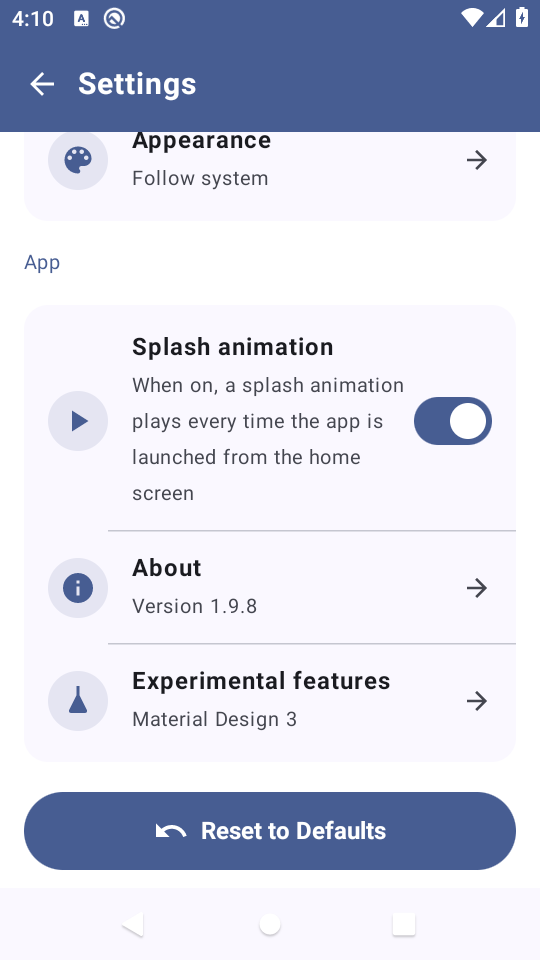 4:10
Settings
Appearance
Follow system
App
Splash animation
When on, a splash animation
plays every time the app is
launched from the home
screen
About
Version 1.9.8
Experimental features
Material Design 3
Reset to Defaults